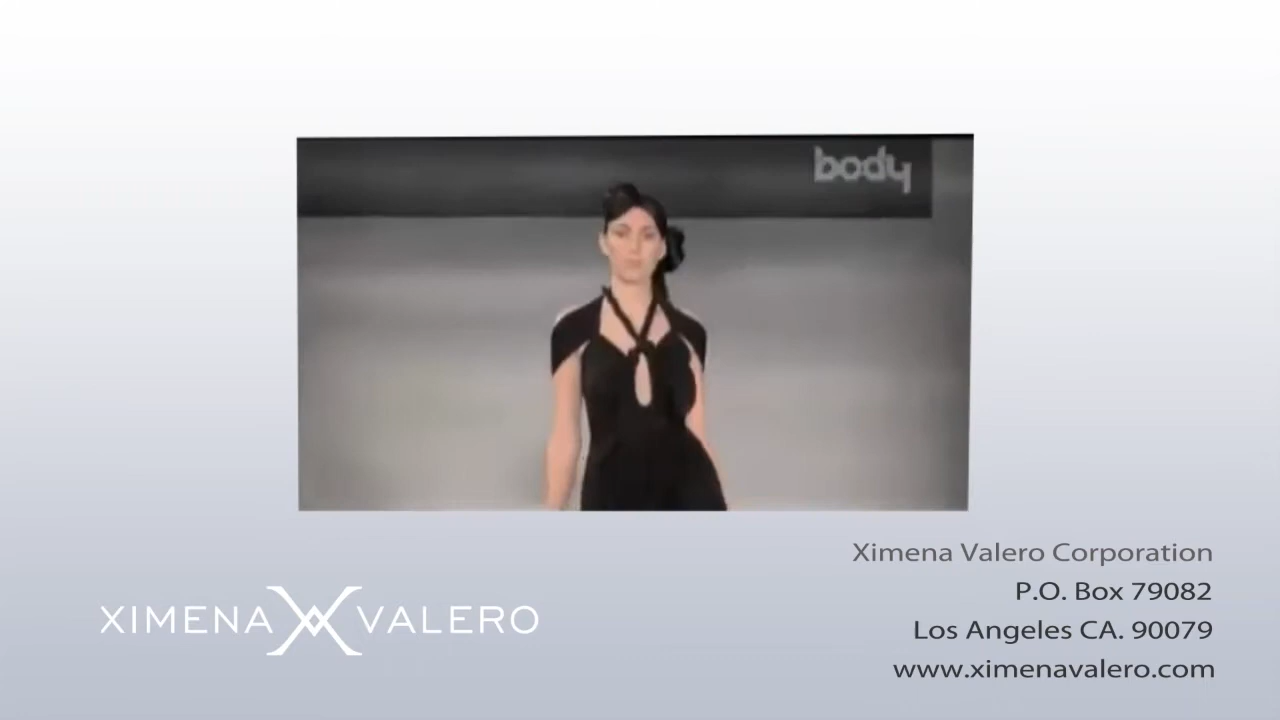 body
XIMENA VALERO
Ximena Valero Corporation
P.O. Box 79082
Los Angeles CA. 90079
www.ximenavalero.com